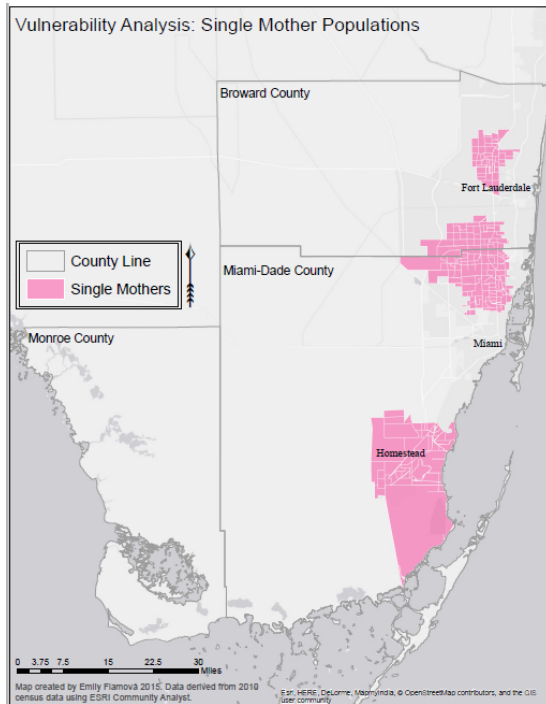 Vulnerability Analysis: Single Mother Populations
Broward County
Fort Lauderdale
County Line
Single Mothers
Miami-Dade County
Monroe County
Miami
Homestead
0 3.75 7.5 15 22.5 30
Miles
Map created by Emily Flamová 2015. Data derived from 2010
census data using ESRI Community Analyst.
Esri, HERE, DeLorme, MapmyIndia, © OpenStreetMap contributors, and the GIS
user community